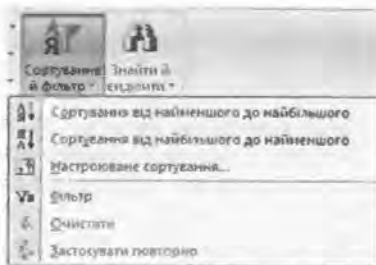 Сортування й фільтр
Знайти й
Сортування від найменшого до найбільшого
Сортування від найбільшого до найменшого
Настроюване сортування...
Фільтр
Очистити
Застосувати повторно